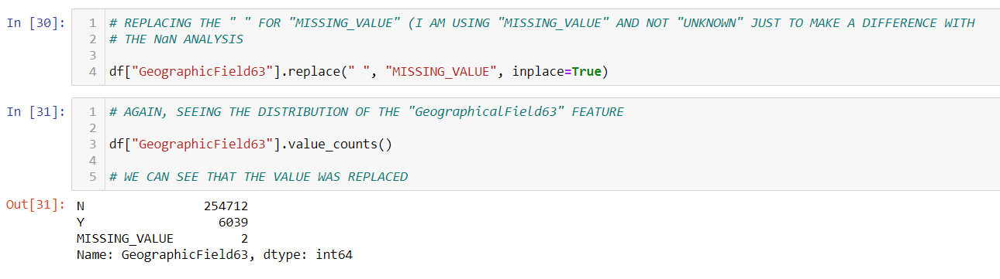 In [30]:
1 # REPLACING THE " " FOR "MISSING_VALUE" (I AM USING "MISSING_VALUE" AND NOT "UNKNOWN" JUST TO MAKE A DIFFERENCE WITH
2 # THE NaN ANALYSIS
3
4 df["GeographicField63"].replace(" ", "MISSING_VALUE", inplace=True)
In [31]:
1 # AGAIN, SEEING THE DISTRIBUTION OF THE "GeographicalField63" FEATURE
2
3 df["GeographicField63"].value_counts()
4
5 # WE CAN SEE THAT THE VALUE WAS REPLACED
Out[31]:
N 254712
Y 6039
MISSING_VALUE 2
Name: GeographicField63, dtype: int64